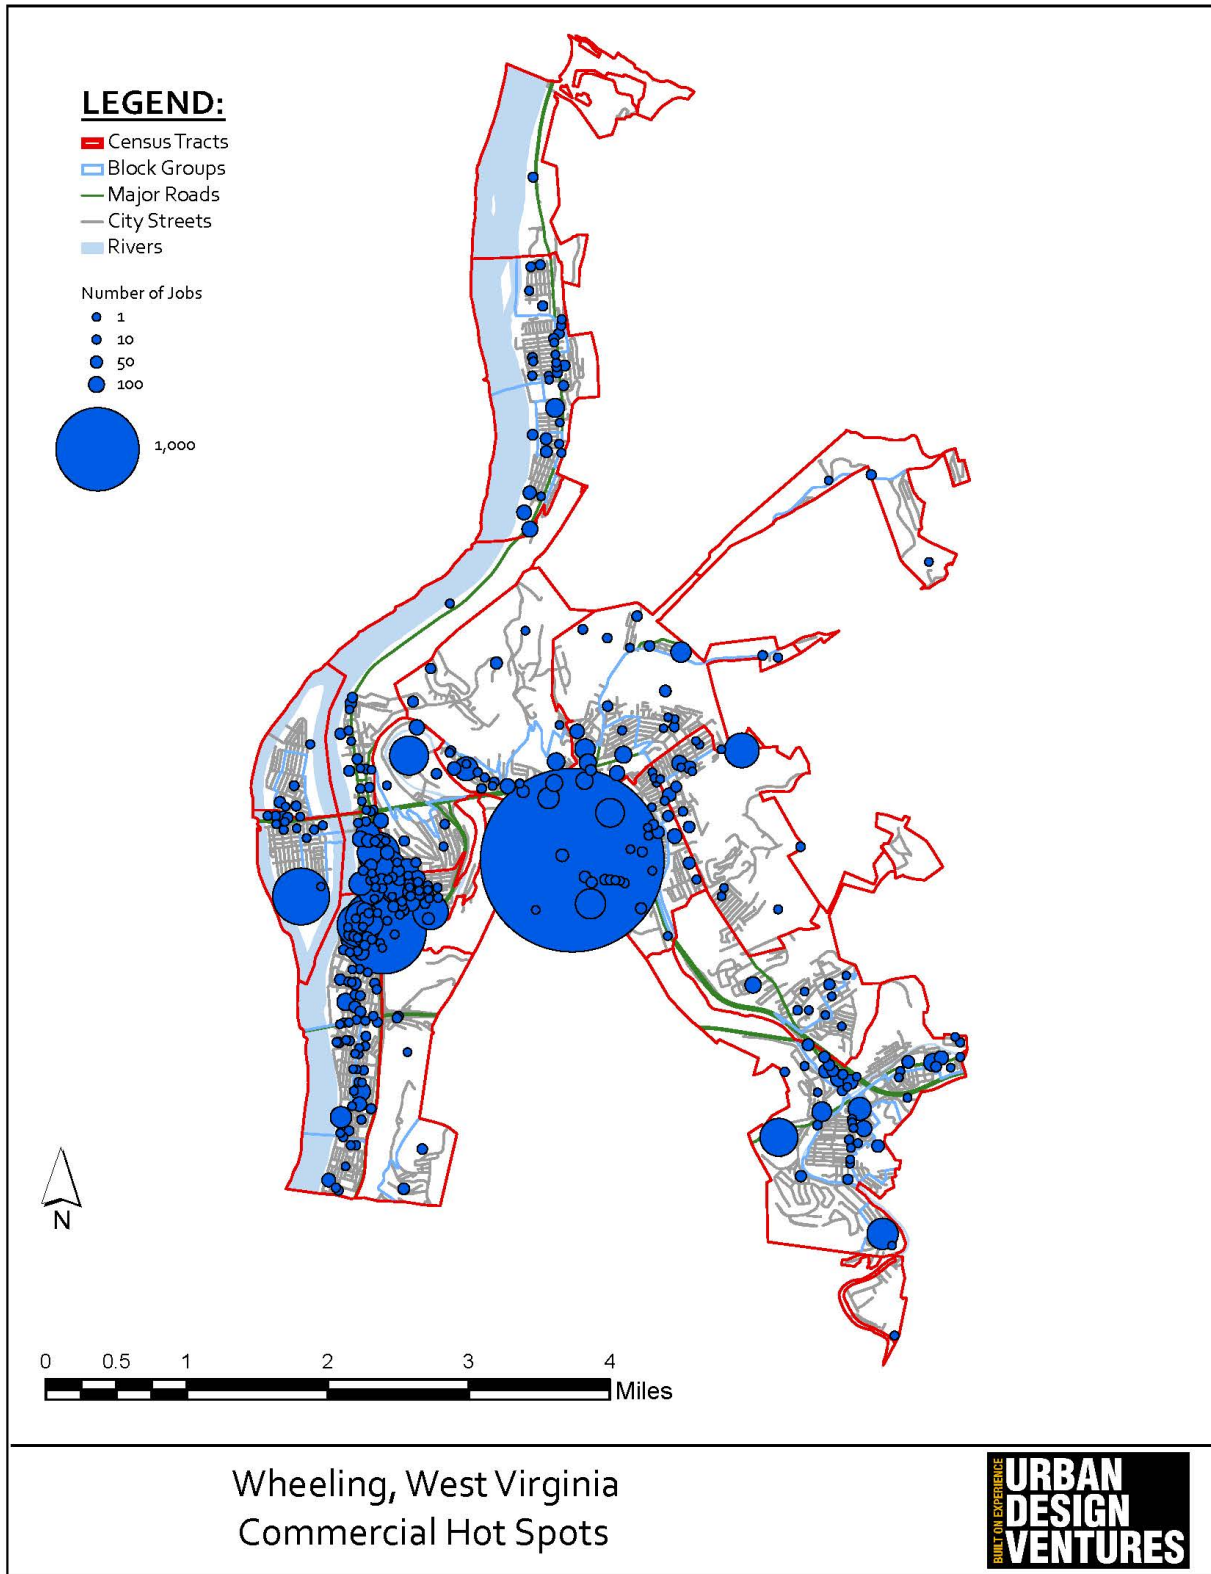 LEGEND:
Census Tracts
Block Groups
Major Roads
City Streets
Rivers
Number of Jobs
1
10
50
100
1,000
N
0 0.5 1 2 3 4
Miles
Wheeling, West Virginia
Commercial Hot Spots
BUILT ON EXPERIENCE
URBAN
DESIGN
VENTURES